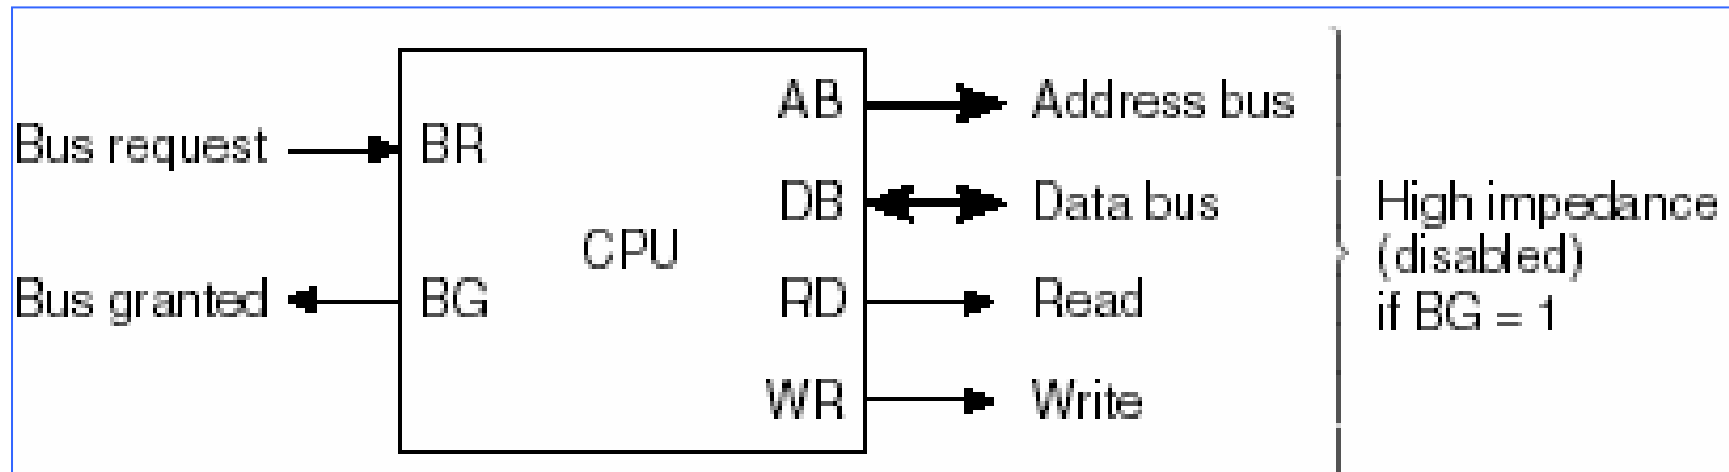 Bus request
BR
Bus granted
BG
CPU
AB
Address bus
DB
Data bus
RD
Read
WR
Write
High impedance
(disabled)
if BG = 1